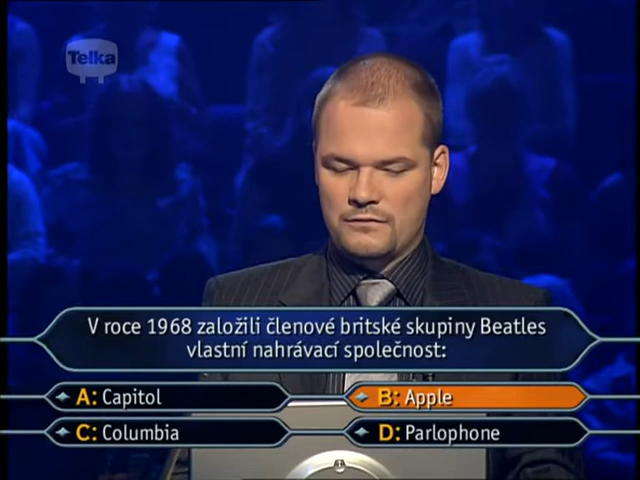 Telka
V roce 1968 založili členové britské skupiny Beatles
vlastní nahrávací společnost:
A: Capitol
B: Apple
C: Columbia
D: Parlophone